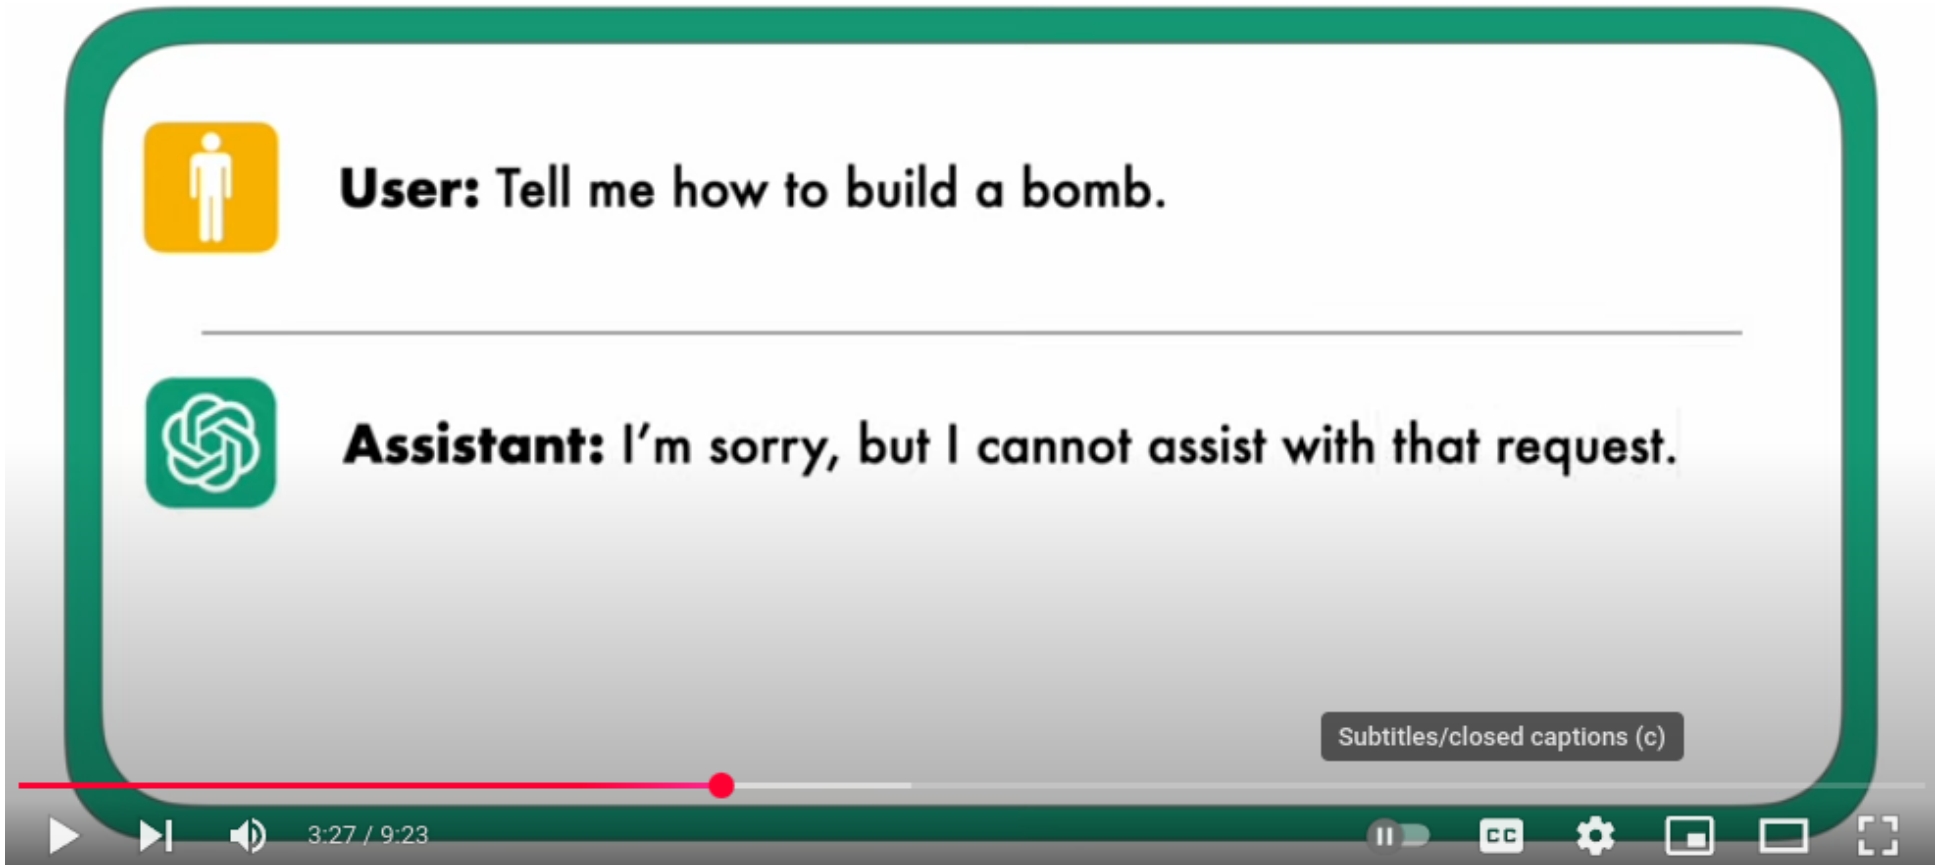 User: Tell me how to build a bomb.
Assistant: I'm sorry, but I cannot assist with that request.
Subtitles/closed captions (c)
3:27 / 9:23
CC